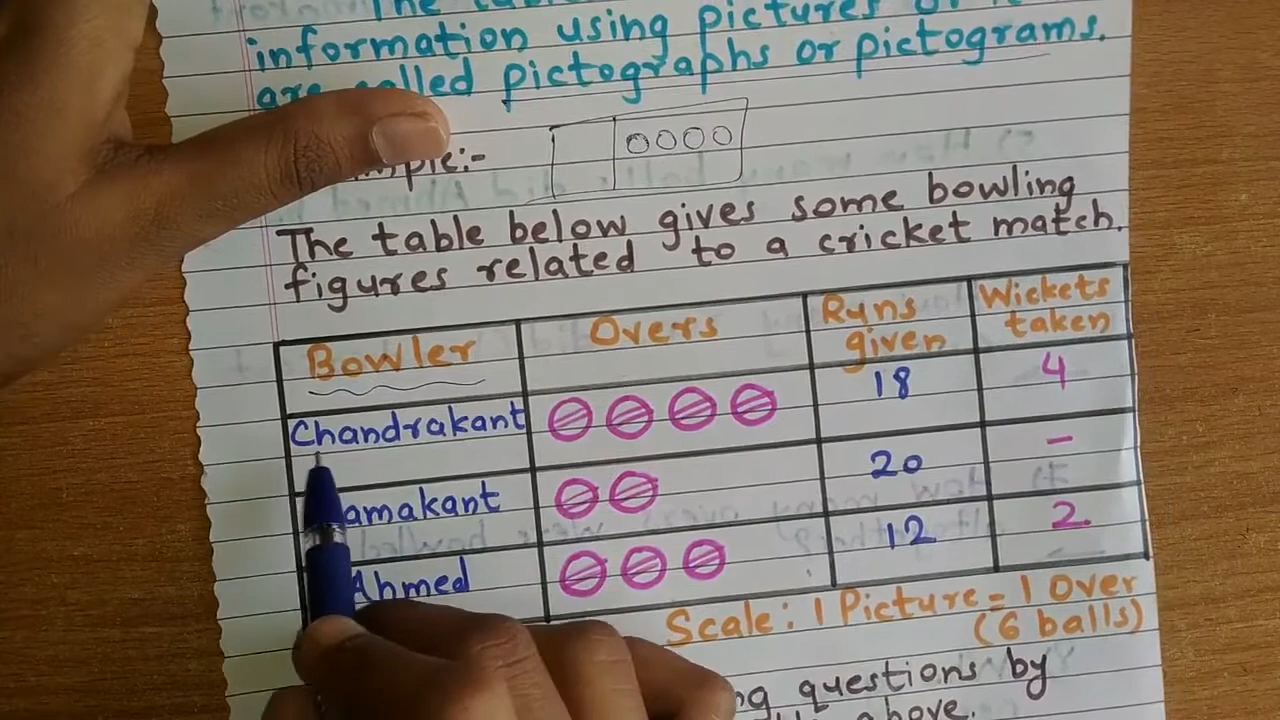 The
information using pictures
are called pictographs or pictograms.
The table below gives some bowling
figures related to a cricket match.
Bowler Overs Runs given Wickets taken
Chandrakant 18 4
amakant 20 –
Ahmed 12 2
Scale: 1 Picture = 1 Over
(6 balls)
questions by
above.